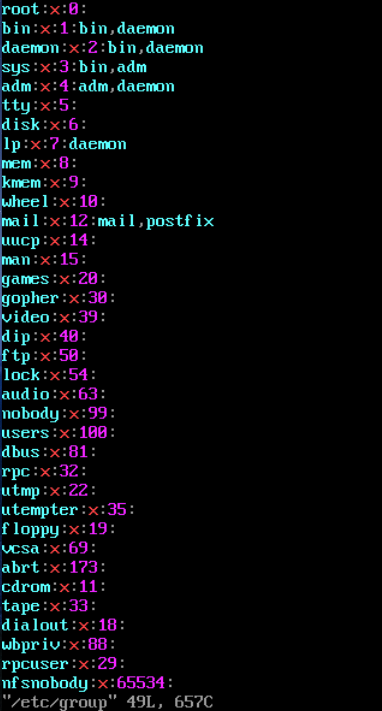 root:x:0:
bin:x:1:bin,daemon
daemon:x:2:bin,daemon
sys:x:3:bin,adm
adm:x:4:adm,daemon
tty:x:5:
disk:x:6:
lp:x:7:daemon
mem:x:8:
kmem:x:9:
wheel:x:10:
mail:x:12:mail,postfix
uucp:x:14:
man:x:15:
games:x:20:
gopher:x:30:
video:x:39:
dip:x:40:
ftp:x:50:
lock:x:54:
audio:x:63:
nobody:x:99:
users:x:100:
dbus:x:81:
rpc:x:32:
utmp:x:22:
utempter:x:35:
floppy:x:19:
vcsa:x:69:
abrt:x:173:
cdrom:x:11:
tape:x:33:
dialout:x:18:
wbpriv:x:88:
rpcuser:x:29:
nfsnobody:x:65534:
"/etc/group" 49L, 657C